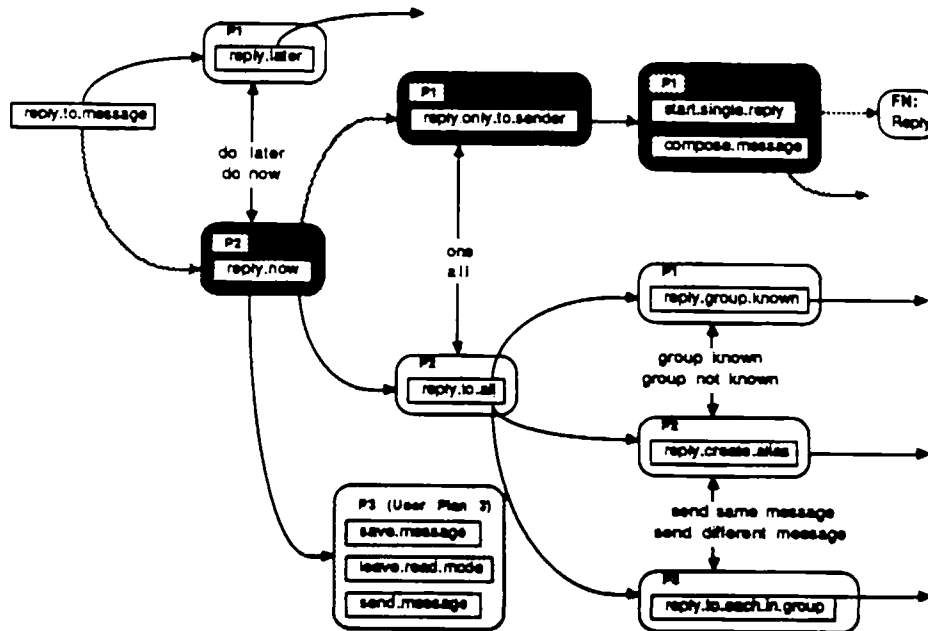 P1
reply.later
reply.to.message
do later
do now
P2
reply.now
P1
reply.only.to.sender
one
all
P2
reply.to.all
P3 (User Plan 3)
save.message
leave.read.mode
send.message
P1
start.single.reply
compose.message
FN:
Reply
P1
reply.group.known
group known
group not known
P2
reply.create.alias
send same message
send different message
P3
reply.to.each.in.group